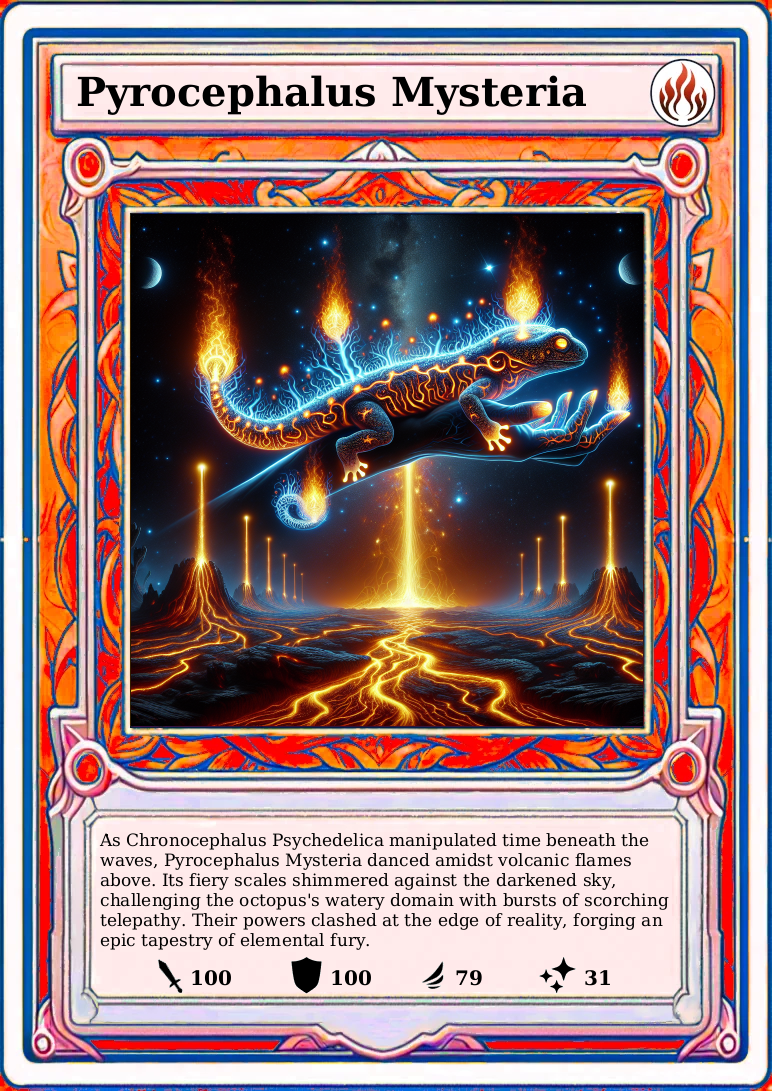 Pyrocephalus Mysteria
As Chronocephalus Psychedelica manipulated time beneath the
waves, Pyrocephalus Mysteria danced amidst volcanic flames
above. Its fiery scales shimmered against the darkened sky,
challenging the octopus's watery domain with bursts of scorching
telepathy. Their powers clashed at the edge of reality, forging an
epic tapestry of elemental fury.
100 100 79 31